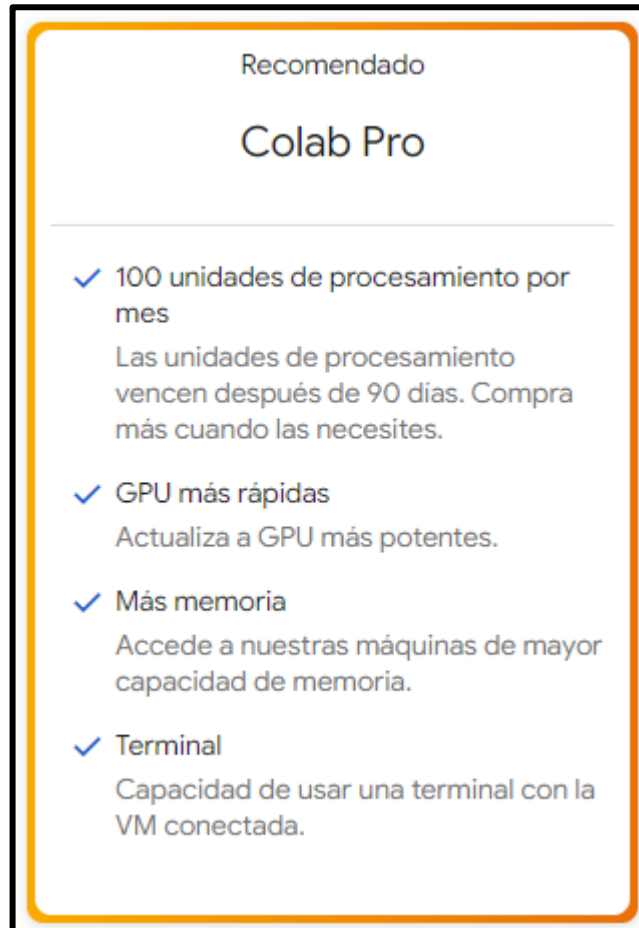 Recomendado
Colab Pro
100 unidades de procesamiento por
mes
Las unidades de procesamiento
vencen después de 90 días. Compra
más cuando las necesites.
GPU más rápidas
Actualiza a GPU más potentes.
Más memoria
Accede a nuestras máquinas de mayor
capacidad de memoria.
Terminal
Capacidad de usar una terminal con la
VM conectada.